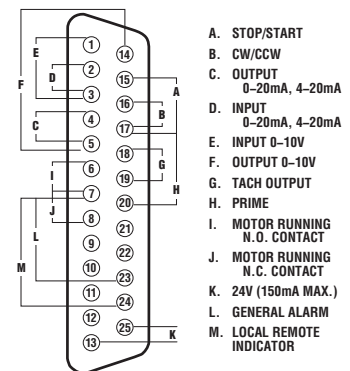 1
14
E
2
15
D
A
F
3
16
B
4
C
17
5
18
G
6
I
19
7
H
J
20
8
L
21
9
M
22
10
23
11
24
12
25
13
K
A. STOP/START
B. CW/CCW
C. OUTPUT
0–20mA, 4–20mA
D. INPUT
0–20mA, 4–20mA
E. INPUT 0–10V
F. OUTPUT 0–10V
G. TACH OUTPUT
H. PRIME
I. MOTOR RUNNING
N.O. CONTACT
J. MOTOR RUNNING
N.C. CONTACT
K. 24V (150mA MAX.)
L. GENERAL ALARM
M. LOCAL REMOTE
INDICATOR